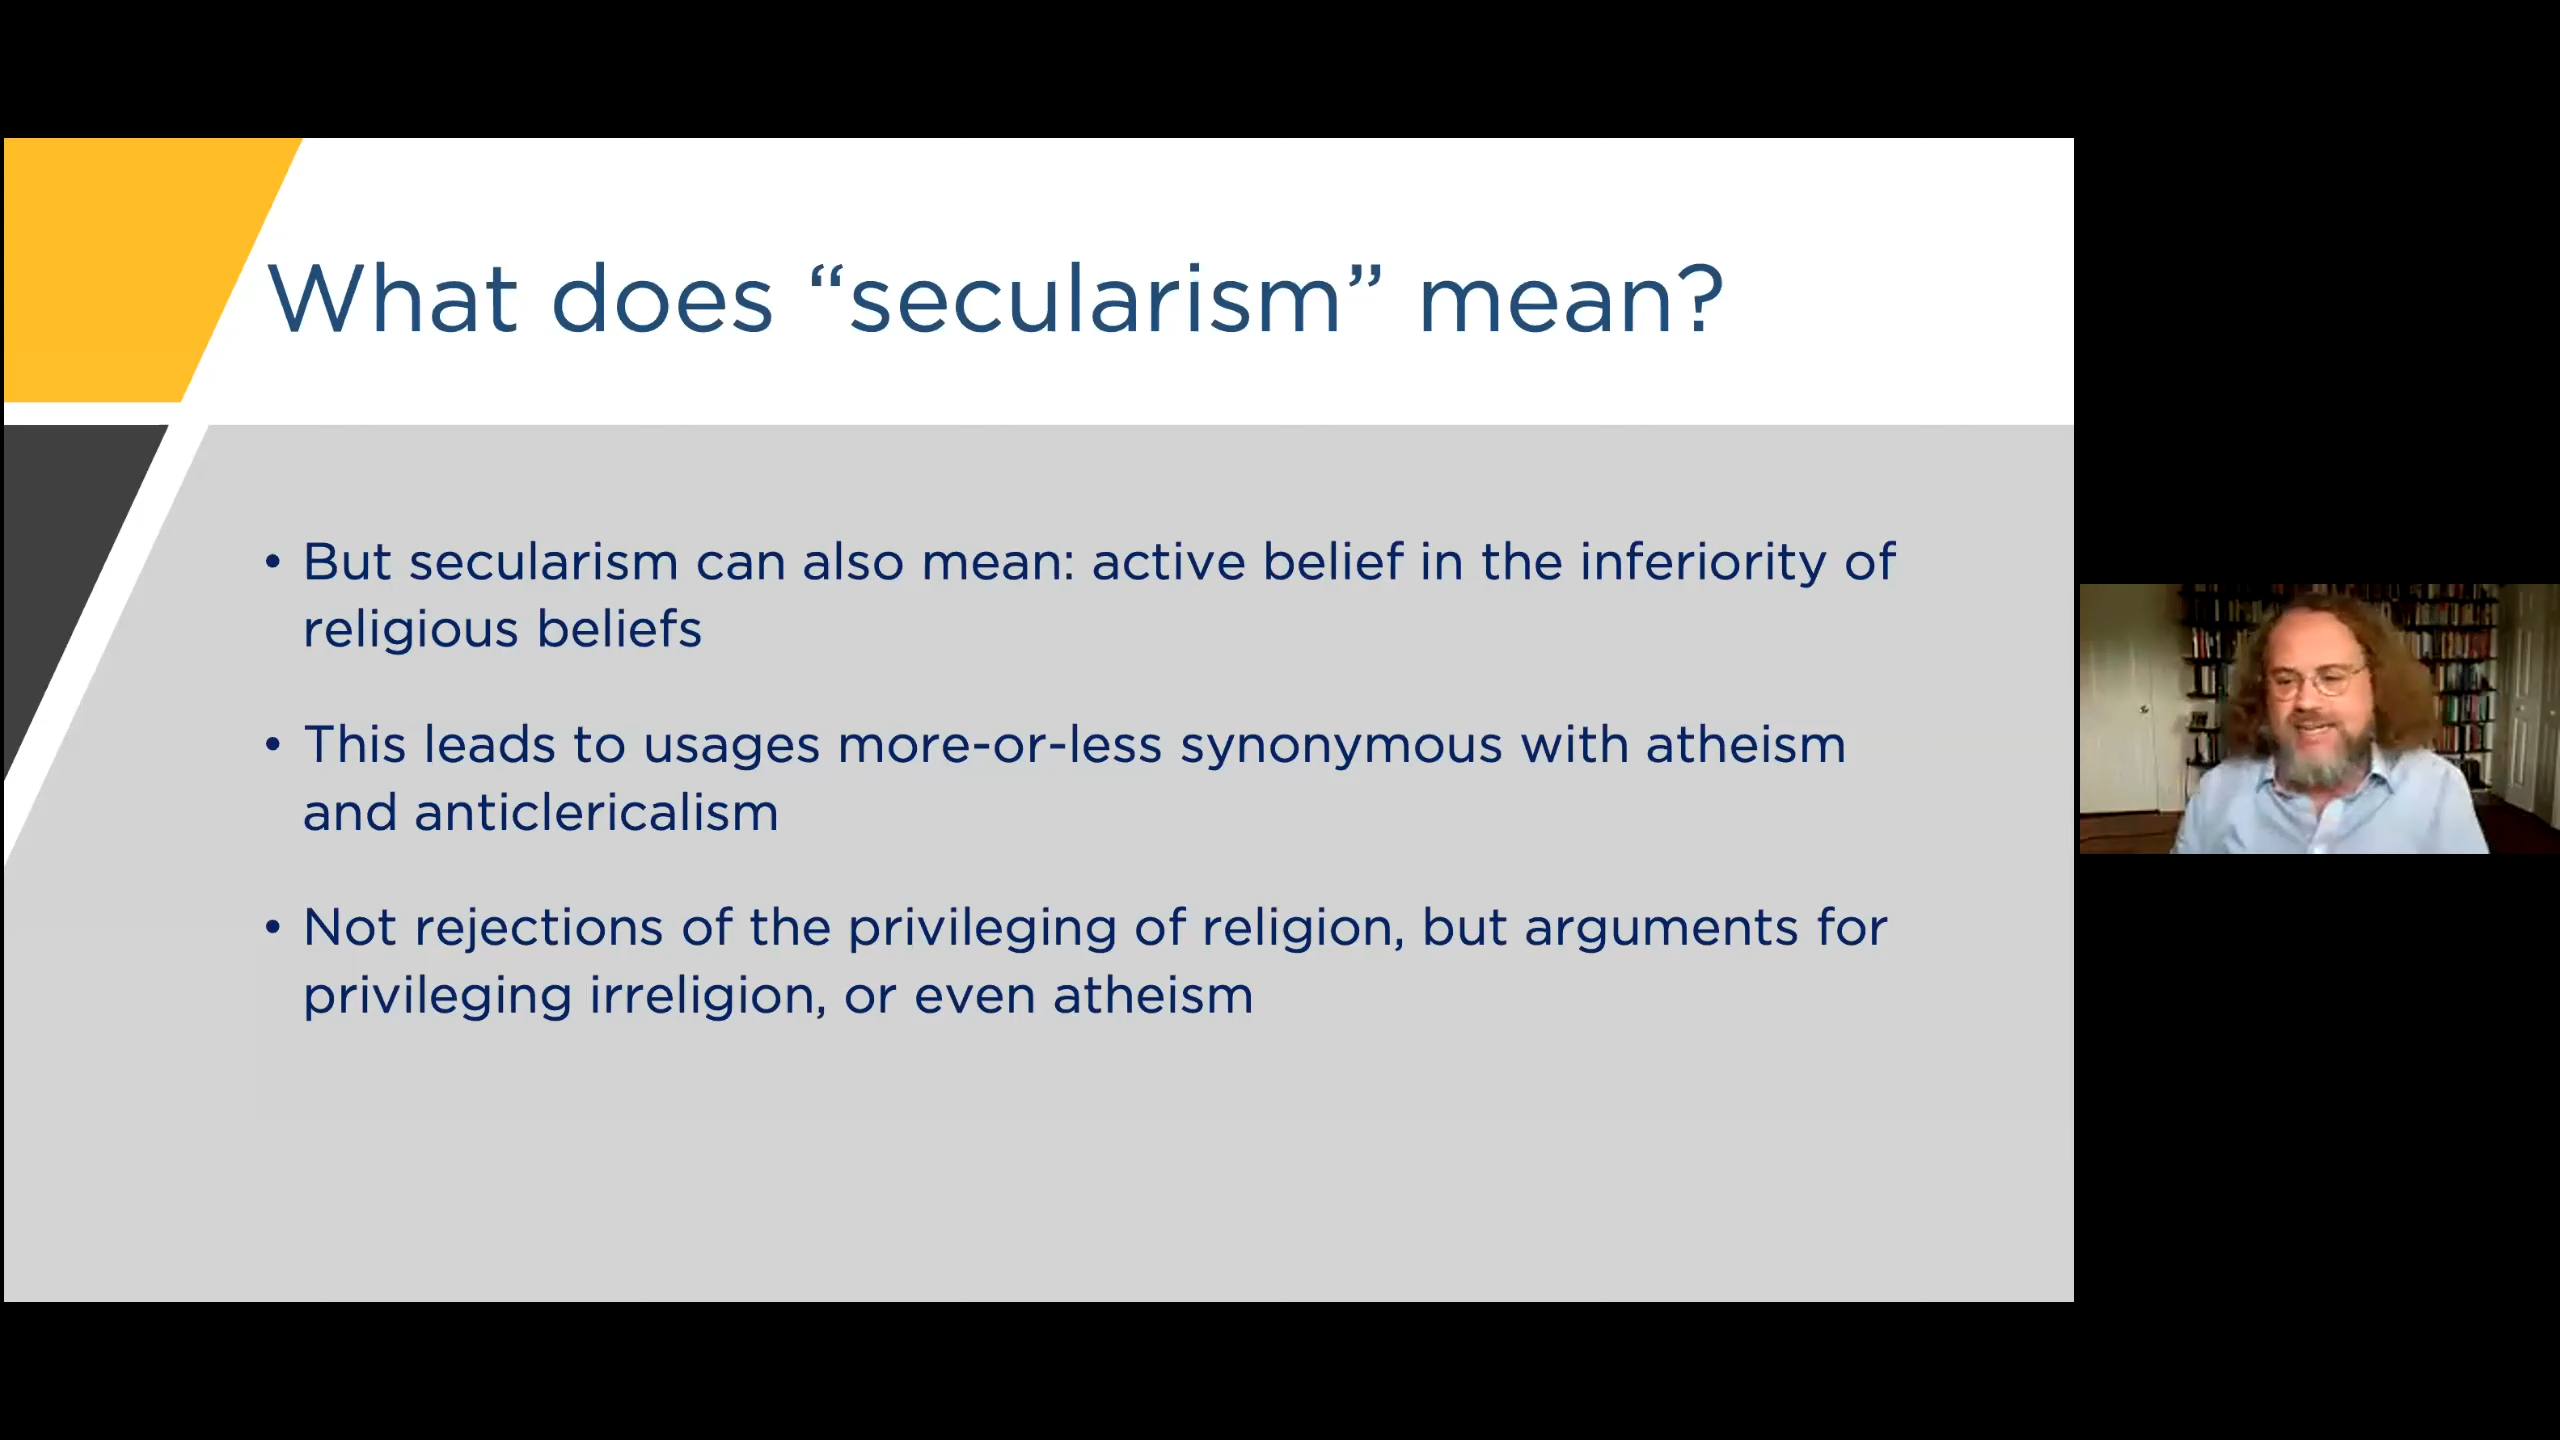 What does “secularism” mean?
• But secularism can also mean: active belief in the inferiority of
religious beliefs
• This leads to usages more-or-less synonymous with atheism
and anticlericalism
• Not rejections of the privileging of religion, but arguments for
privileging irreligion, or even atheism